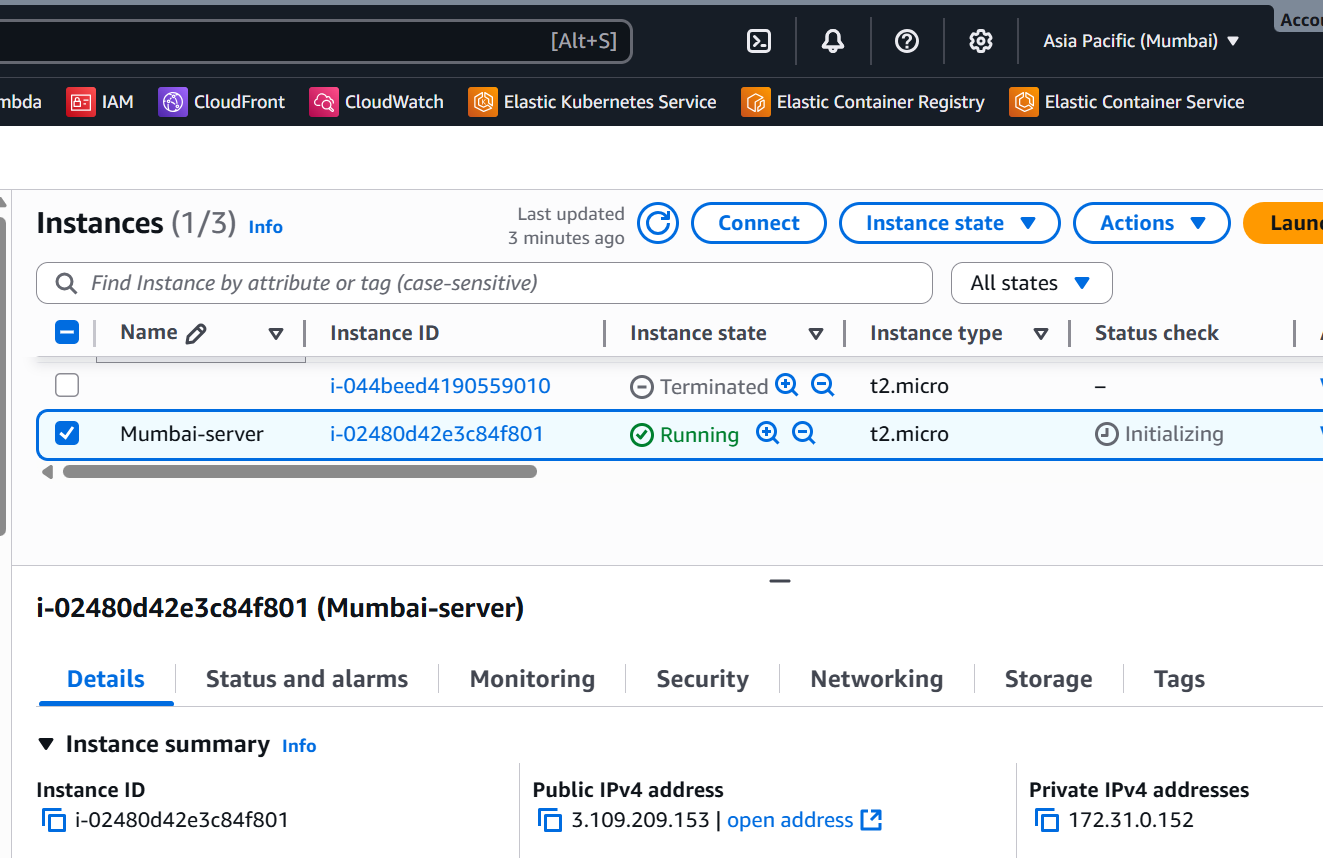 Accou
[Alt+S]
Asia Pacific (Mumbai)
mbda IAM CloudFront CloudWatch Elastic Kubernetes Service Elastic Container Registry Elastic Container Service
Instances (1/3) Info
Last updated
3 minutes ago
Connect Instance state Actions Launc
Find Instance by attribute or tag (case-sensitive)
All states
Name Instance ID Instance state Instance type Status check
i-044beed4190559010 Terminated t2.micro –
Mumbai-server i-02480d42e3c84f801 Running t2.micro Initializing
i-02480d42e3c84f801 (Mumbai-server)
Details Status and alarms Monitoring Security Networking Storage Tags
Instance summary Info
Instance ID Public IPv4 address Private IPv4 addresses
i-02480d42e3c84f801 3.109.209.153 | open address 172.31.0.152